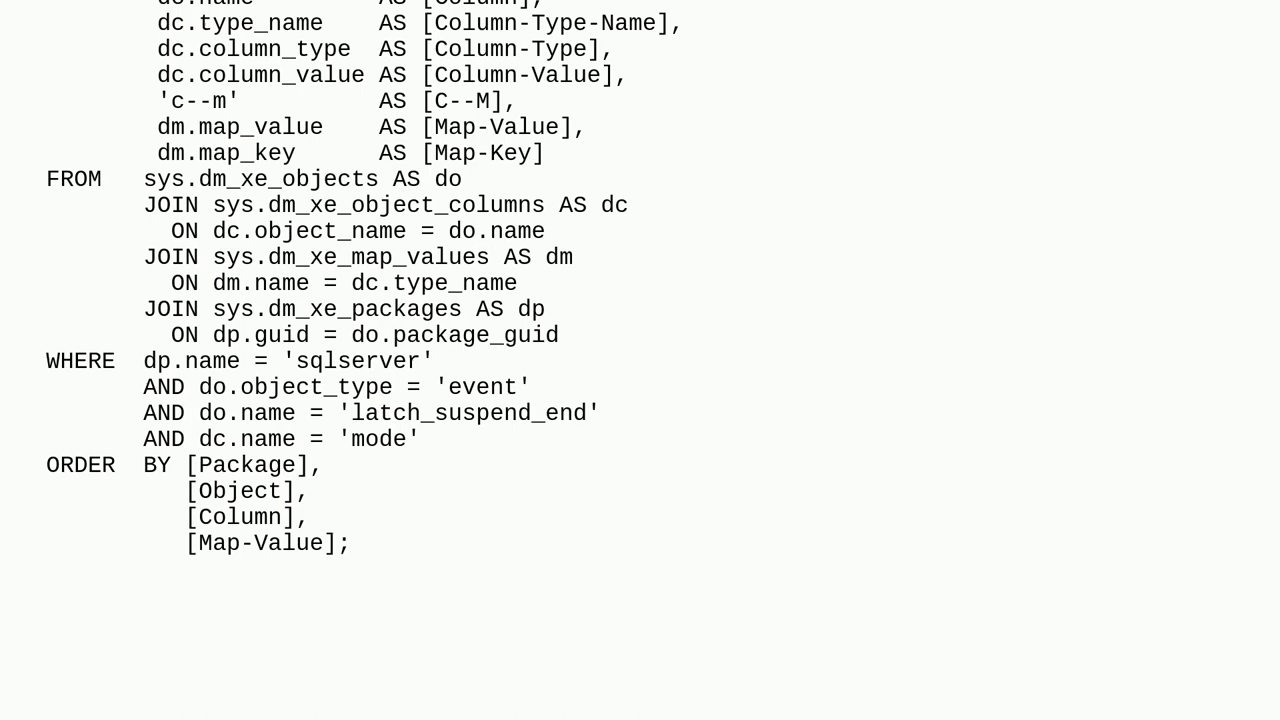 dc.name         AS [Column],
dc.type_name    AS [Column-Type-Name],
dc.column_type  AS [Column-Type],
dc.column_value AS [Column-Value],
'c--m'          AS [C--M],
dm.map_value    AS [Map-Value],
dm.map_key      AS [Map-Key]
FROM   sys.dm_xe_objects AS do
JOIN sys.dm_xe_object_columns AS dc
ON dc.object_name = do.name
JOIN sys.dm_xe_map_values AS dm
ON dm.name = dc.type_name
JOIN sys.dm_xe_packages AS dp
ON dp.guid = do.package_guid
WHERE  dp.name = 'sqlserver'
AND do.object_type = 'event'
AND do.name = 'latch_suspend_end'
AND dc.name = 'mode'
ORDER  BY [Package],
[Object],
[Column],
[Map-Value];